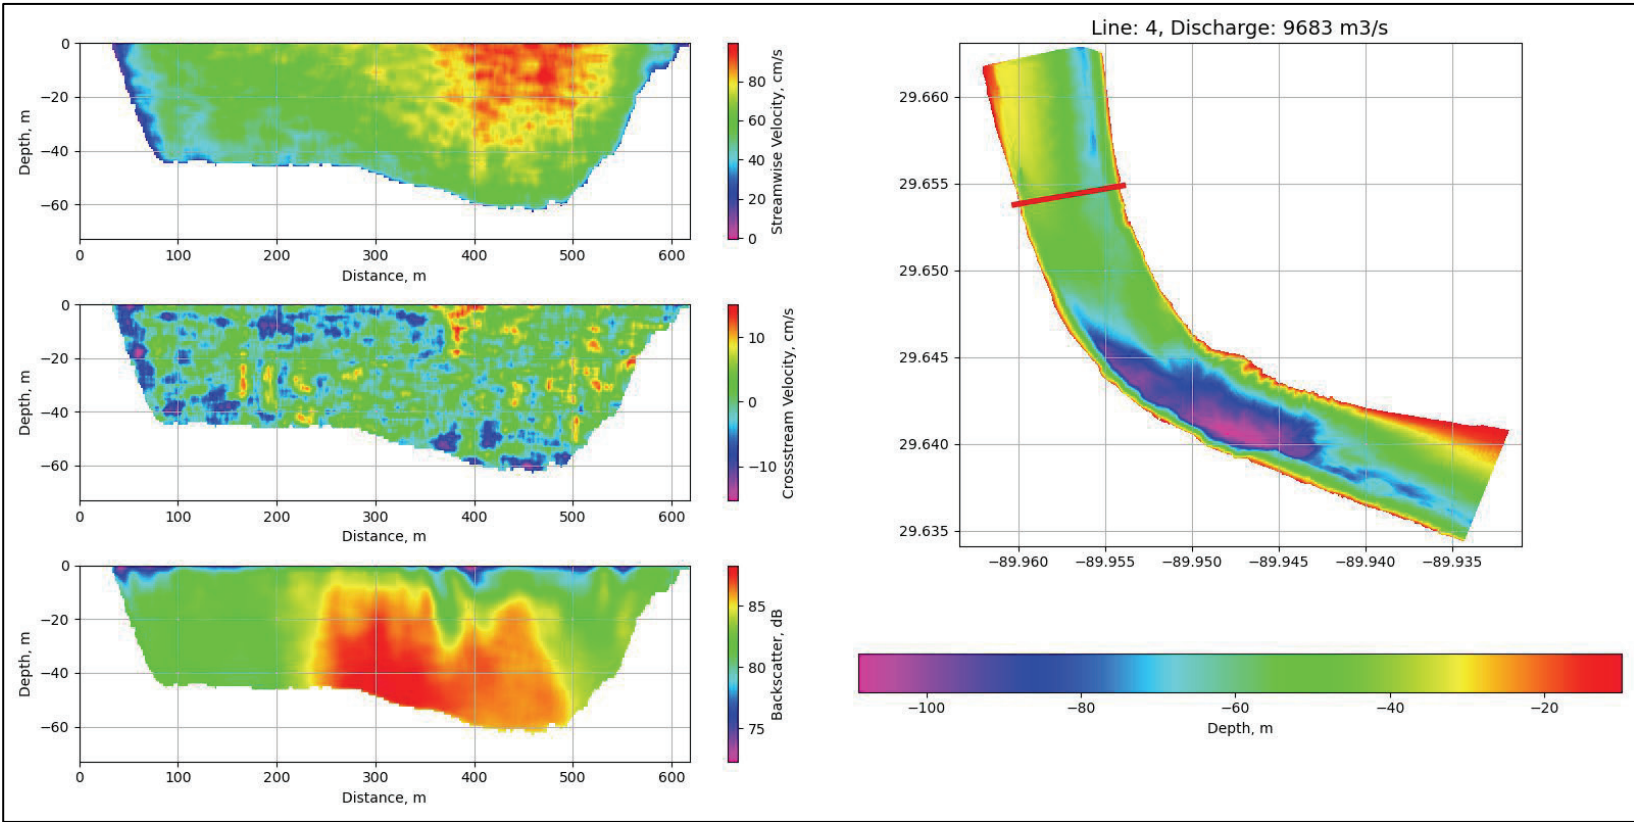 Line: 4, Discharge: 9683 m3/s
0
−20
−40
−60
Depth, m
0 100 200 300 400 500 600
Distance, m
80
60
40
20
0
Streamwise Velocity, cm/s
0
−20
−40
−60
Depth, m
0 100 200 300 400 500 600
Distance, m
10
0
−10
Crossstream Velocity, cm/s
0
−20
−40
−60
Depth, m
0 100 200 300 400 500 600
Distance, m
85
80
75
Backscatter, dB
29.660
29.655
29.650
29.645
29.640
29.635
−89.960 −89.955 −89.950 −89.945 −89.940 −89.935
−100 −80 −60 −40 −20
Depth, m